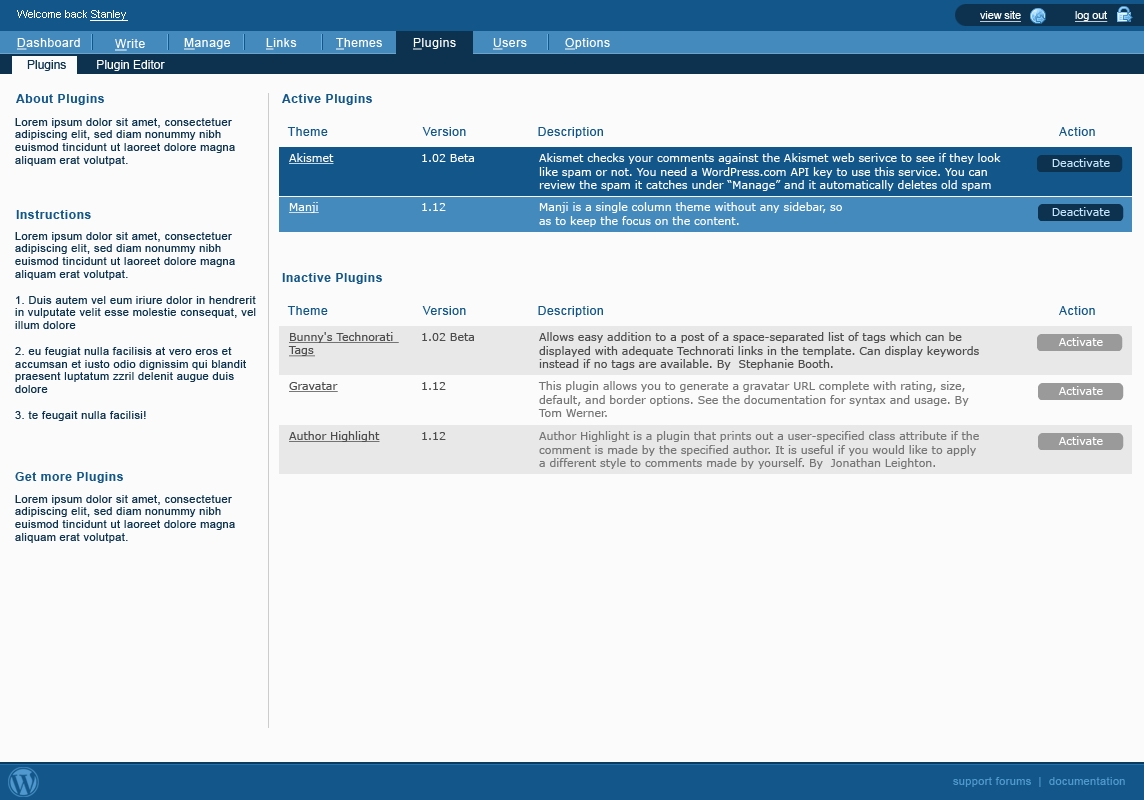 Welcome back Stanley
view site
log out
Dashboard
Write
Manage
Links
Themes
Plugins
Users
Options
Plugins
Plugin Editor
About Plugins
Lorem ipsum dolor sit amet, consectetuer
adipiscing elit, sed diam nonummy nibh
euismod tincidunt ut laoreet dolore magna
aliquam erat volutpat.
Instructions
Lorem ipsum dolor sit amet, consectetuer
adipiscing elit, sed diam nonummy nibh
euismod tincidunt ut laoreet dolore magna
aliquam erat volutpat.
1. Duis autem vel eum iriure dolor in hendrerit
in vulputate velit esse molestie consequat, vel
illum dolore
2. eu feugiat nulla facilisis at vero eros et
accumsan et iusto odio dignissim qui blandit
praesent luptatum zzril delenit augue duis
dolore
3. te feugait nulla facilisi!
Get more Plugins
Lorem ipsum dolor sit amet, consectetuer
adipiscing elit, sed diam nonummy nibh
euismod tincidunt ut laoreet dolore magna
aliquam erat volutpat.
Active Plugins
Theme
Version
Description
Action
Akismet
1.02 Beta
Akismet checks your comments against the Akismet web serivce to see if they look
like spam or not. You need a WordPress.com API key to use this service. You can
review the spam it catches under “Manage” and it automatically deletes old spam
Deactivate
Manji
1.12
Manji is a single column theme without any sidebar, so
as to keep the focus on the content.
Deactivate
Inactive Plugins
Theme
Version
Description
Action
Bunny's Technorati
Tags
1.02 Beta
Allows easy addition to a post of a space-separated list of tags which can be
displayed with adequate Technorati links in the template. Can display keywords
instead if no tags are available. By Stephanie Booth.
Activate
Gravatar
1.12
This plugin allows you to generate a gravatar URL complete with rating, size,
default, and border options. See the documentation for syntax and usage. By
Tom Werner.
Activate
Author Highlight
1.12
Author Highlight is a plugin that prints out a user-specified class attribute if the
comment is made by the specified author. It is useful if you would like to apply
a different style to comments made by yourself. By Jonathan Leighton.
Activate
support forums | documentation